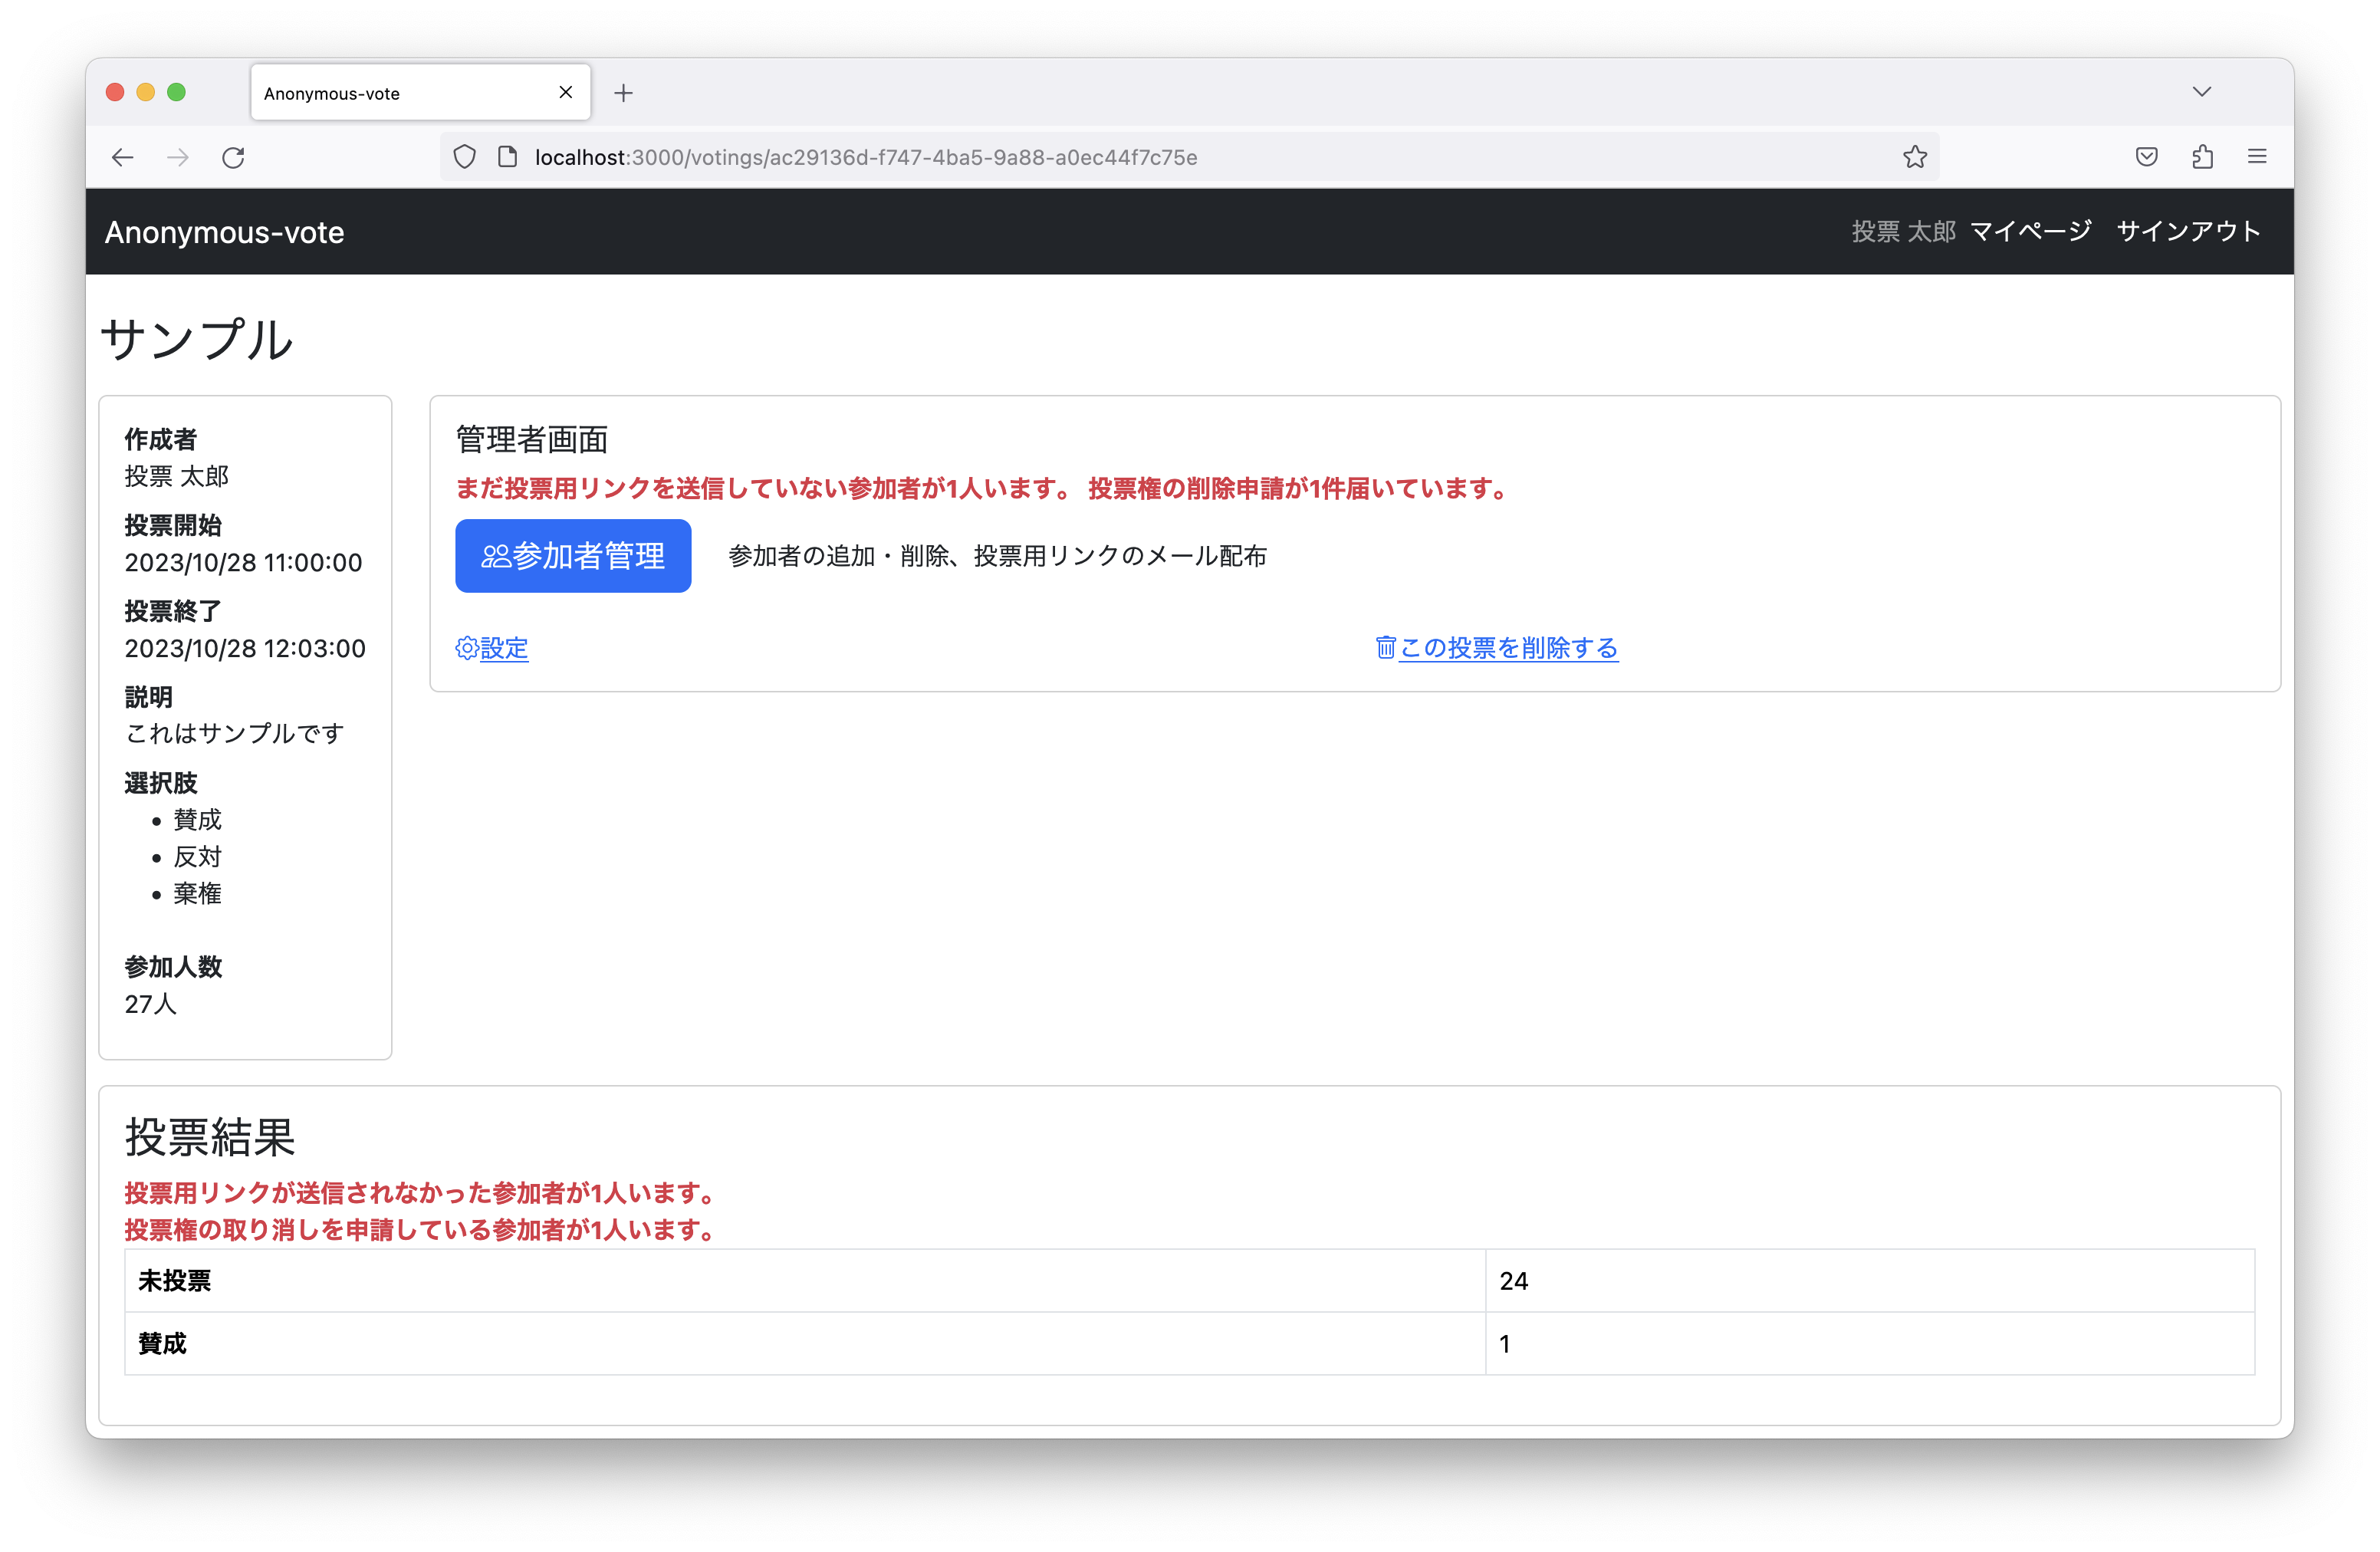 Anonymous-vote
localhost:3000/votings/ac29136d-f747-4ba5-9a88-a0ec44f7c75e
Anonymous-vote
投票 太郎 マイページ サインアウト
サンプル
作成者
投票 太郎
投票開始
2023/10/28 11:00:00
投票終了
2023/10/28 12:03:00
説明
これはサンプルです
選択肢
賛成
反対
棄権
参加人数
27人
管理者画面
まだ投票用リンクを送信していない参加者が1人います。 投票権の削除申請が1件届いています。
参加者管理 参加者の追加・削除、投票用リンクのメール配布
設定 この投票を削除する
投票結果
投票用リンクが送信されなかった参加者が1人います。
投票権の取り消しを申請している参加者が1人います。
未投票 24
賛成 1